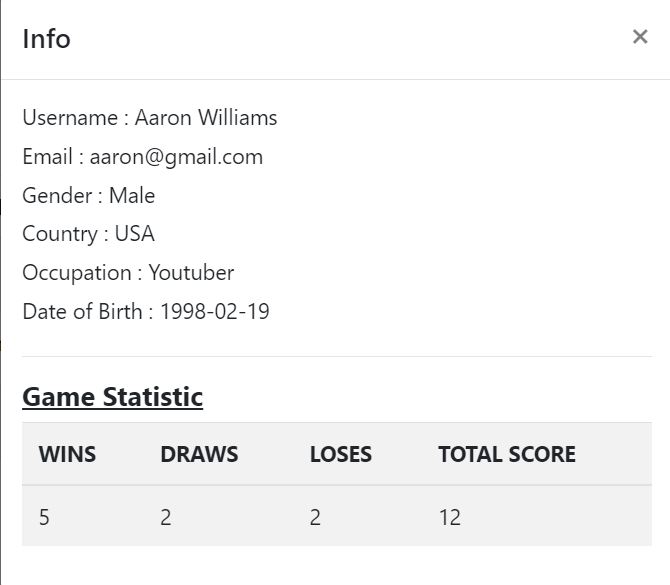 Info
Username : Aaron Williams
Email : aaron@gmail.com
Gender : Male
Country : USA
Occupation : Youtuber
Date of Birth : 1998-02-19
Game Statistic
WINS DRAWS LOSES TOTAL SCORE
5 2 2 12